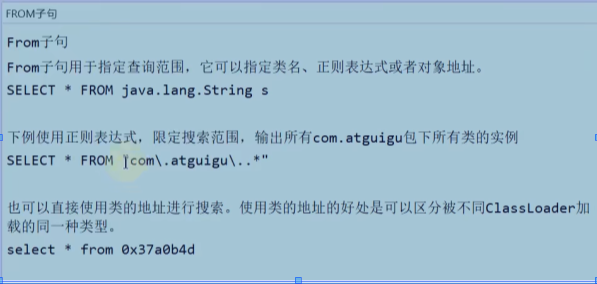 FROM子句
From子句
From子句用于指定查询范围，它可以指定类名、正则表达式或者对象地址。
SELECT * FROM java.lang.String s
下例使用正则表达式，限定搜索范围，输出所有com.atguigu包下所有类的实例
SELECT * FROM "com\.atguigu\..*"
也可以直接使用类的地址进行搜索。使用类的地址的好处是可以区分被不同ClassLoader加
载的同一种类型。
select * from 0x37a0b4d